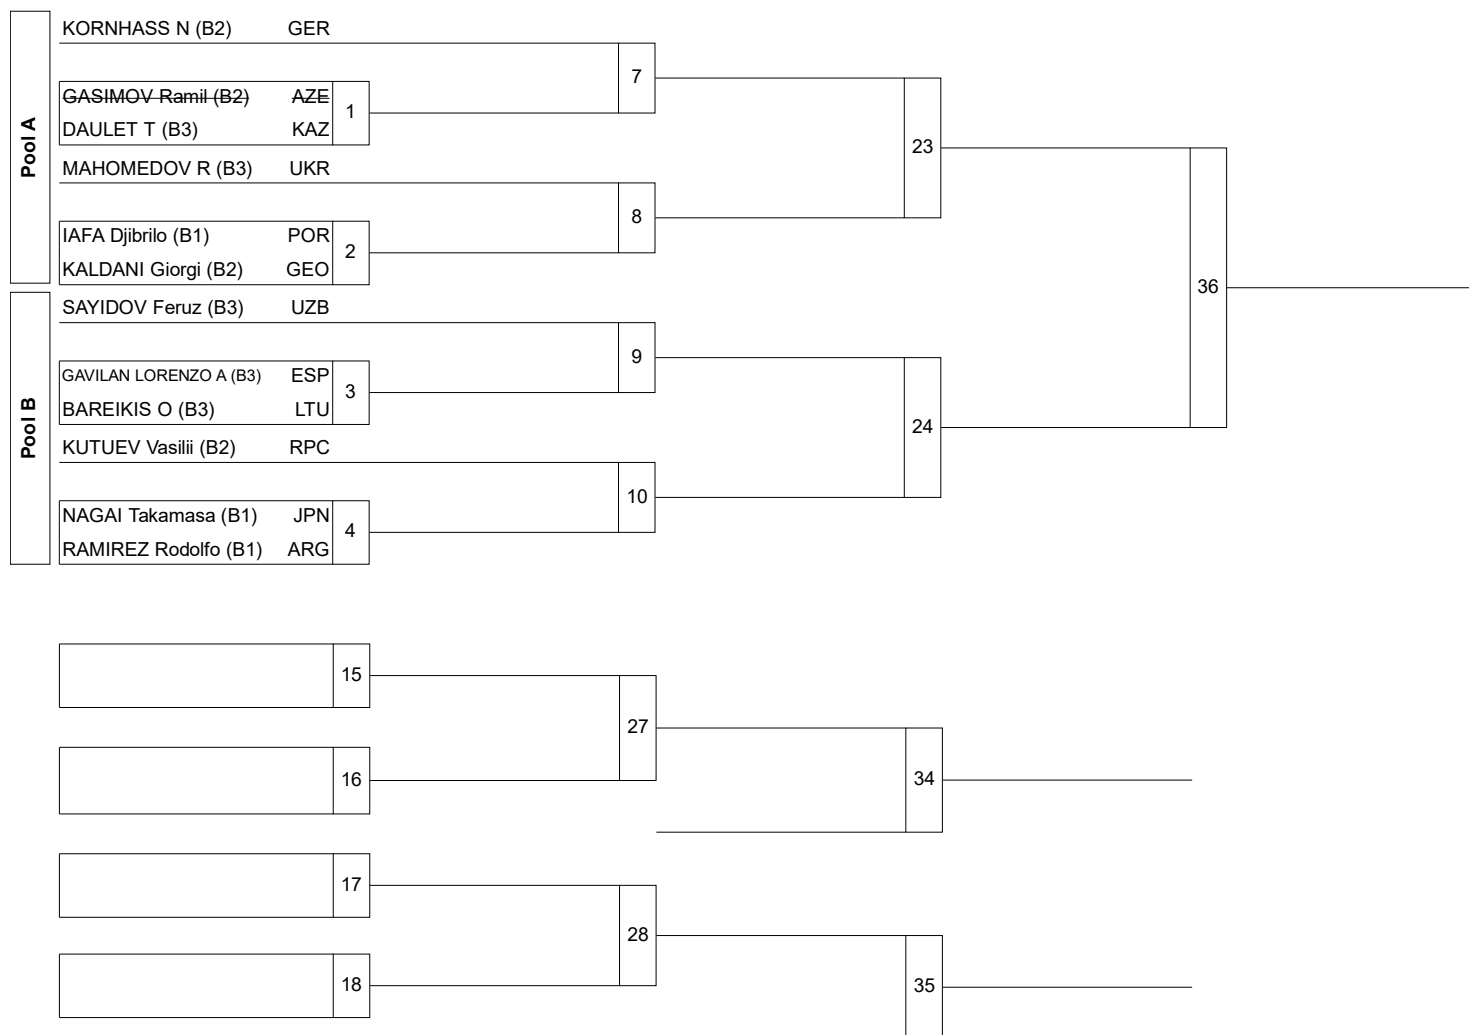 Pool A
KORNHASS N (B2) GER
7
GASIMOV Ramil (B2) AZE
1
DAULET T (B3) KAZ
23
MAHOMEDOV R (B3) UKR
8
IAFA Djibrilo (B1) POR
2
KALDANI Giorgi (B2) GEO
36
Pool B
SAYIDOV Feruz (B3) UZB
9
GAVILAN LORENZO A (B3) ESP
3
BAREIKIS O (B3) LTU
24
KUTUEV Vasilii (B2) RPC
10
NAGAI Takamasa (B1) JPN
4
RAMIREZ Rodolfo (B1) ARG
15
27
16
34
17
28
18
35